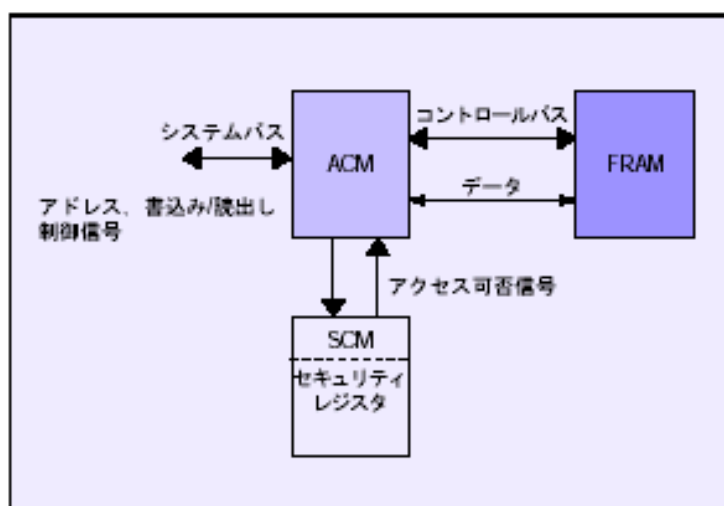 システムバス
ACM
コントロールバス
FRAM
データ
アドレス、書込み/読出し
制御信号
アクセス可否信号
SCM
セキュリティ
レジスタ